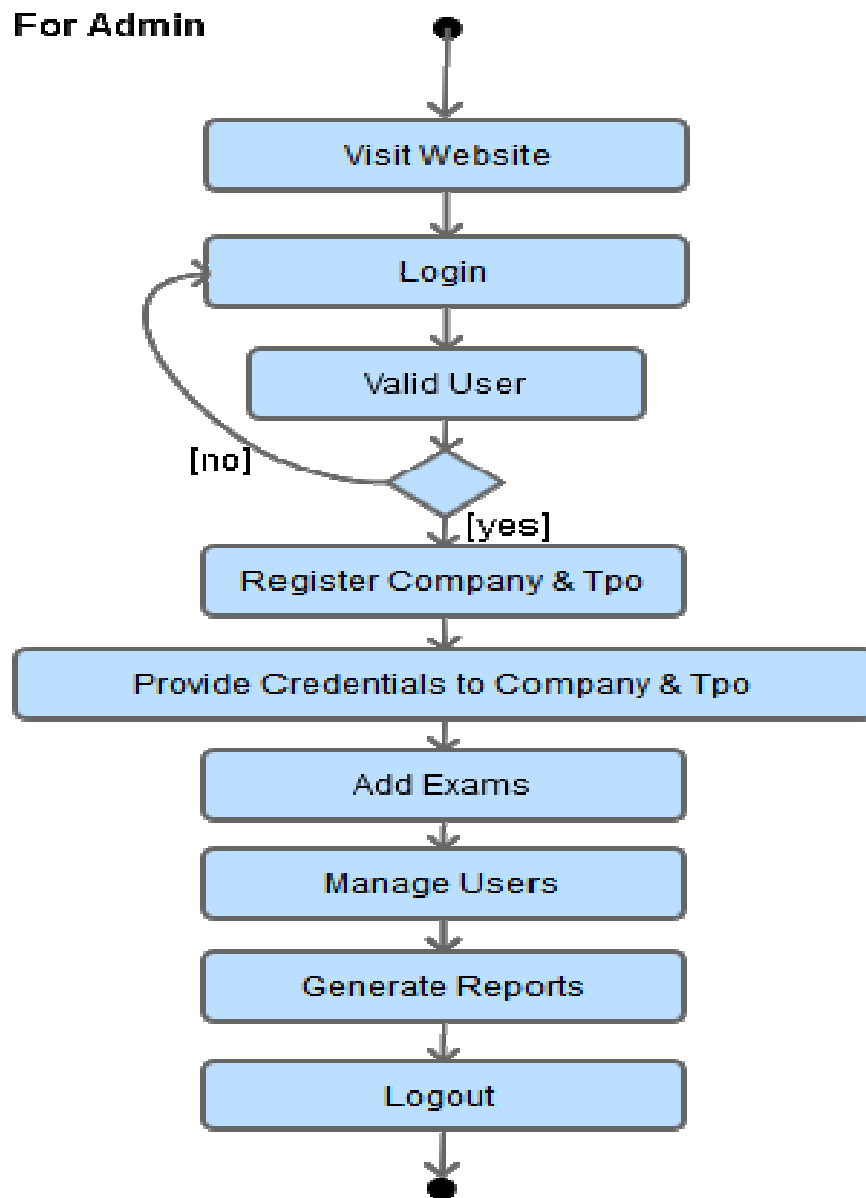 For Admin
Visit Website
Login
Valid User
[no]
[yes]
Register Company & Tpo
Provide Credentials to Company & Tpo
Add Exams
Manage Users
Generate Reports
Logout